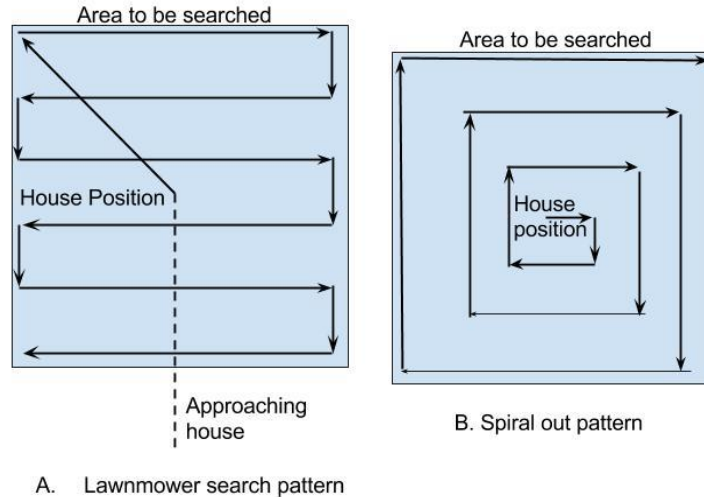 Area to be searched
House Position
Approaching
house
A. Lawnmower search pattern
Area to be searched
House
position
B. Spiral out pattern